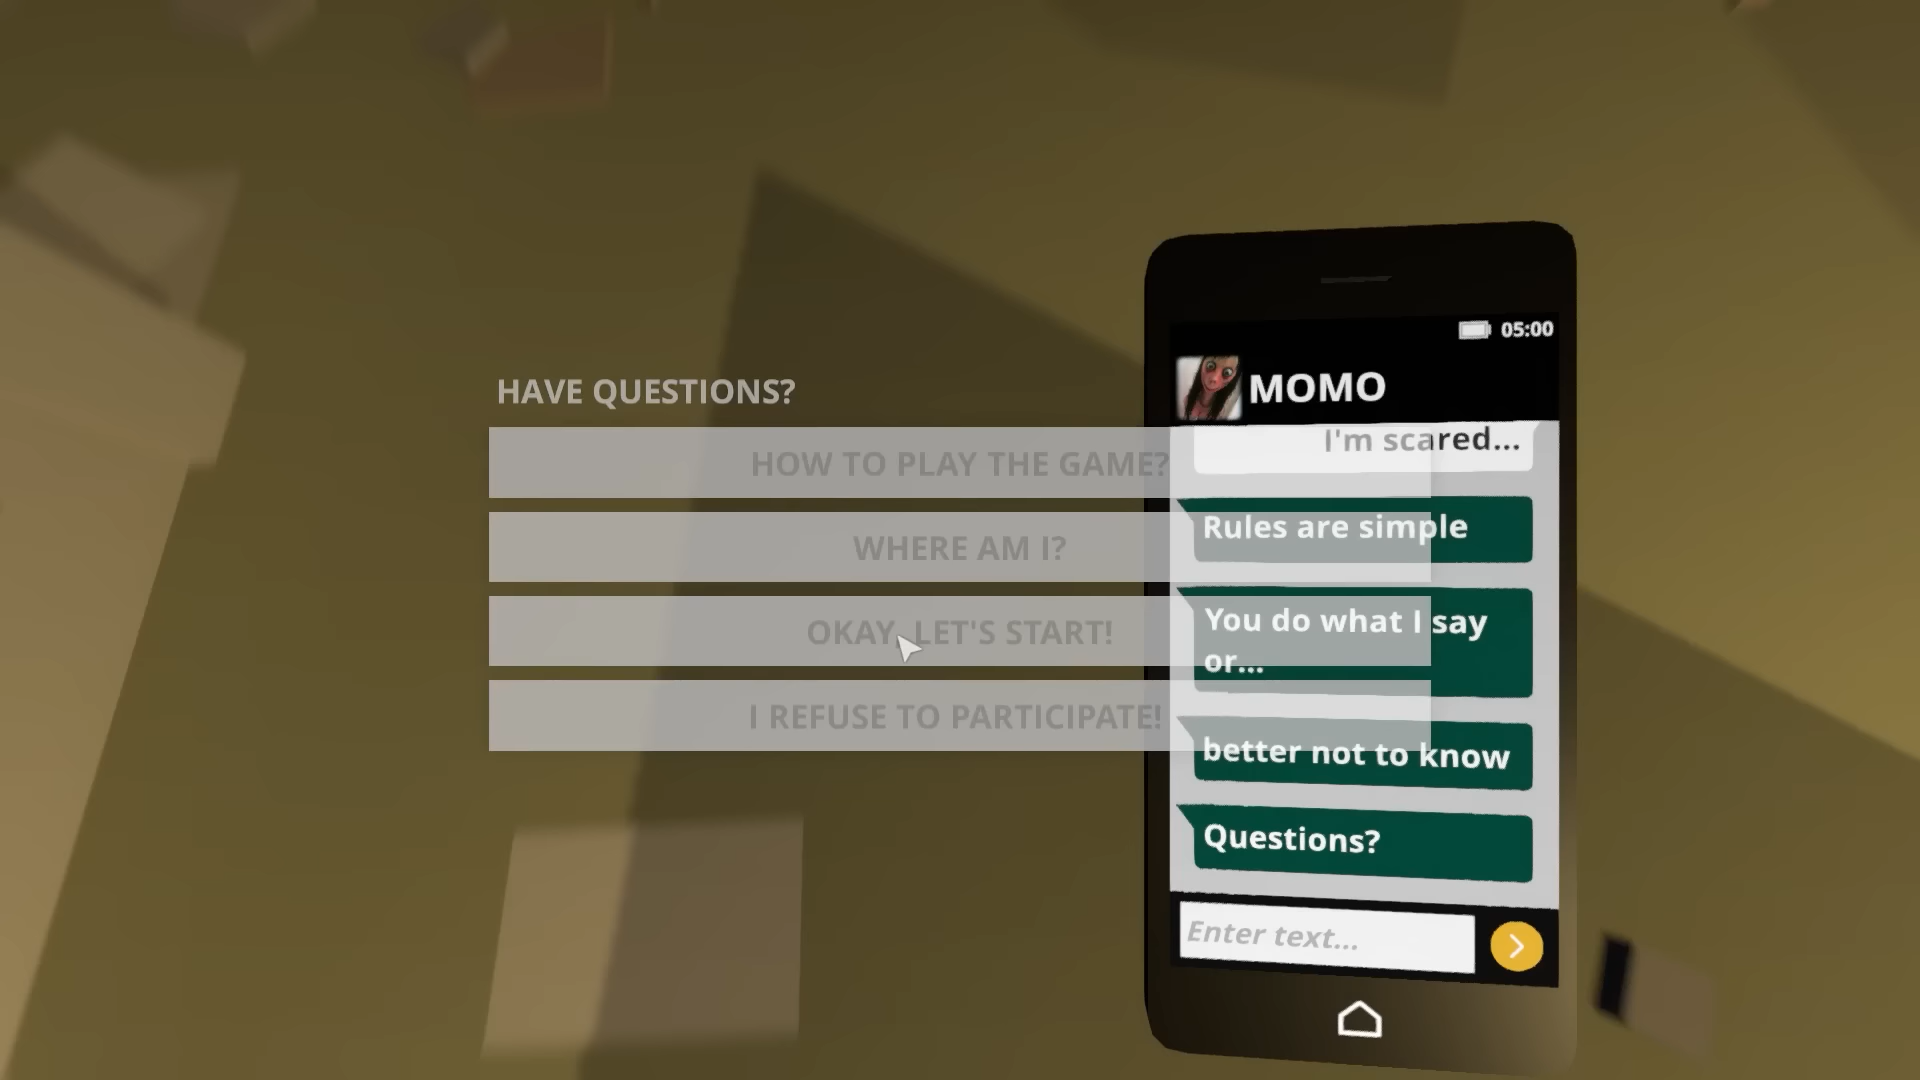 HAVE QUESTIONS?
HOW TO PLAY THE GAME?
WHERE AM I?
OKAY, LET'S START!
I REFUSE TO PARTICIPATE!
05:00
MOMO
I'm scared...
Rules are simple
You do what I say
or...
better not to know
Questions?
Enter text...